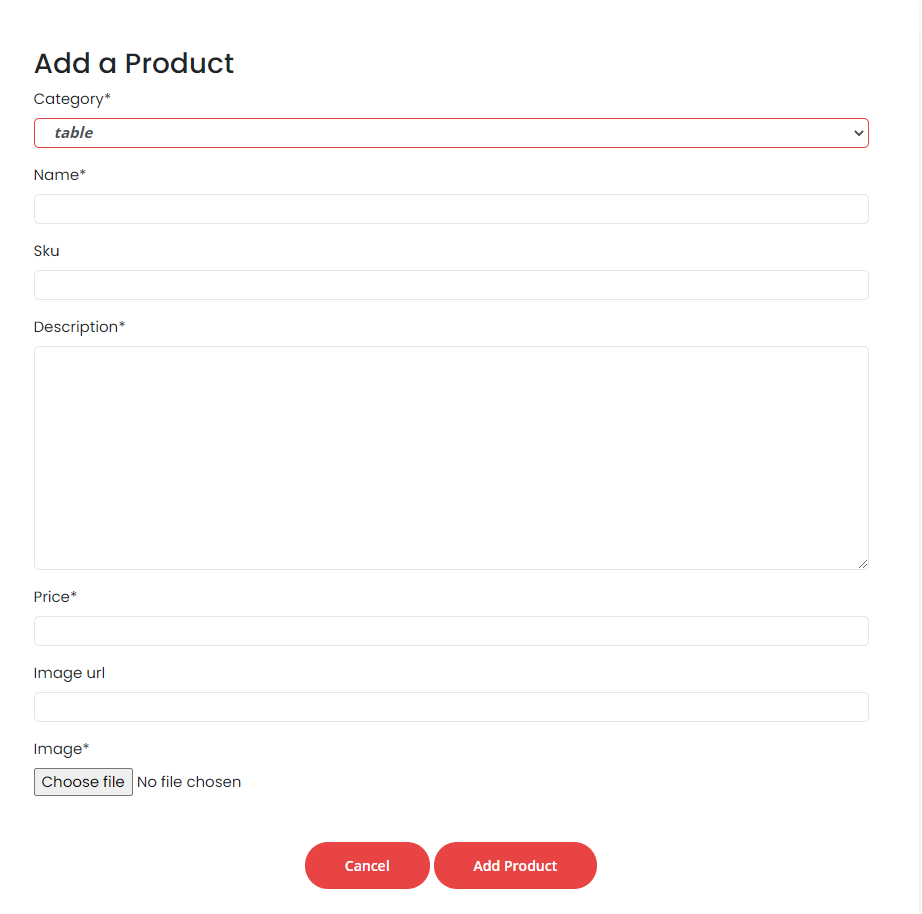 Add a Product
Category*
table
Name*
Sku
Description*
Price*
Image url
Image*
Choose file No file chosen
Cancel Add Product